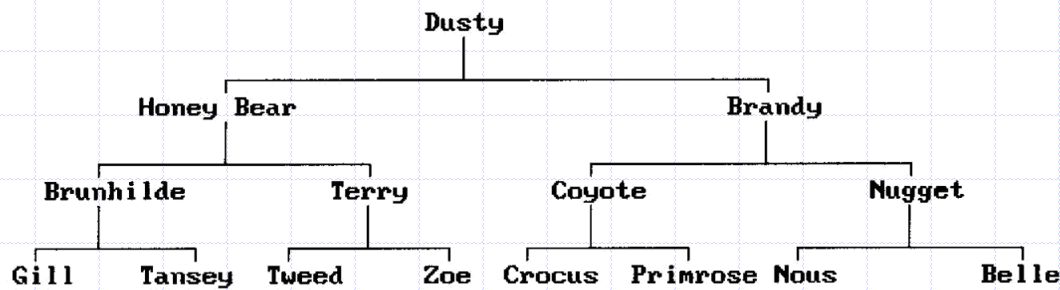 Dusty
Honey Bear Brandy
Brunhilde Terry Coyote Nugget
Gill Tansey Tweed Zoe Crocus Primrose Nous Belle